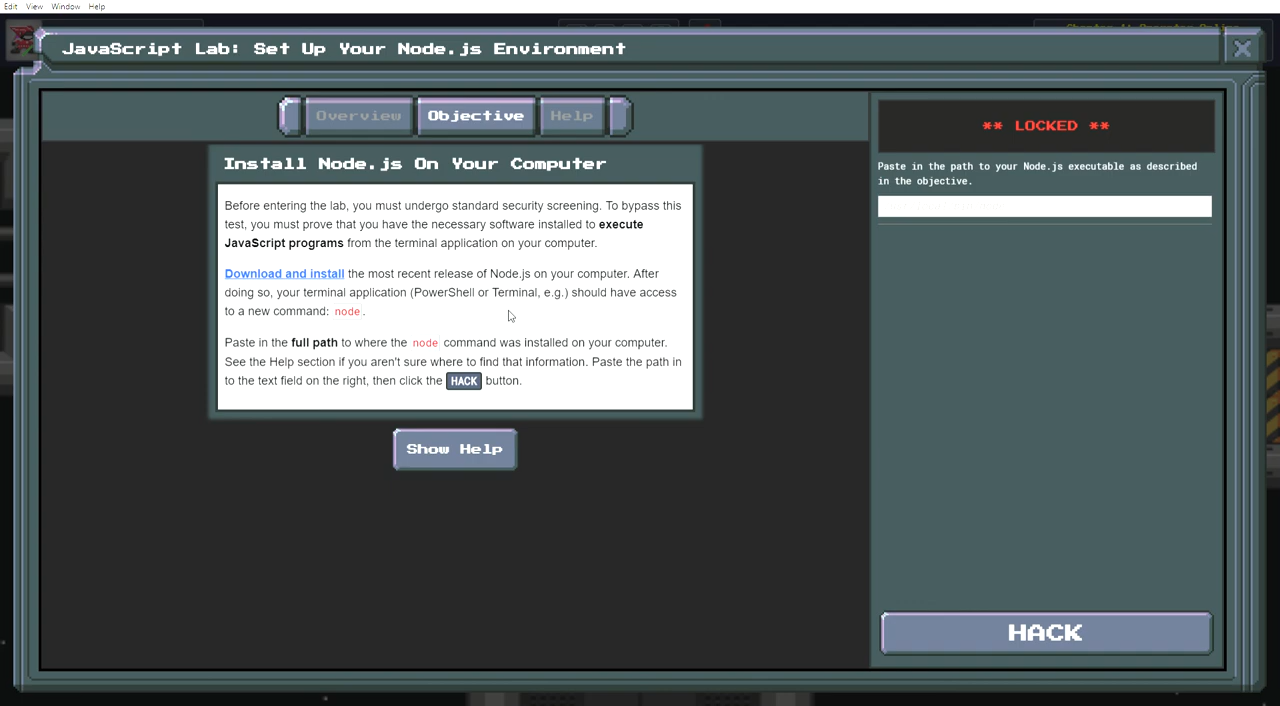 Edit View Window Help
JavaScript Lab: Set Up Your Node.js Environment
Overview Objective Help
Install Node.js On Your Computer
Before entering the lab, you must undergo standard security screening. To bypass this
test, you must prove that you have the necessary software installed to execute
JavaScript programs from the terminal application on your computer.
Download and install the most recent release of Node.js on your computer. After
doing so, your terminal application (PowerShell or Terminal, e.g.) should have access
to a new command: node.
Paste in the full path to where the node command was installed on your computer.
See the Help section if you aren't sure where to find that information. Paste the path in
to the text field on the right, then click the HACK button.
Show Help
** LOCKED **
Paste in the path to your Node.js executable as described
in the objective.
HACK